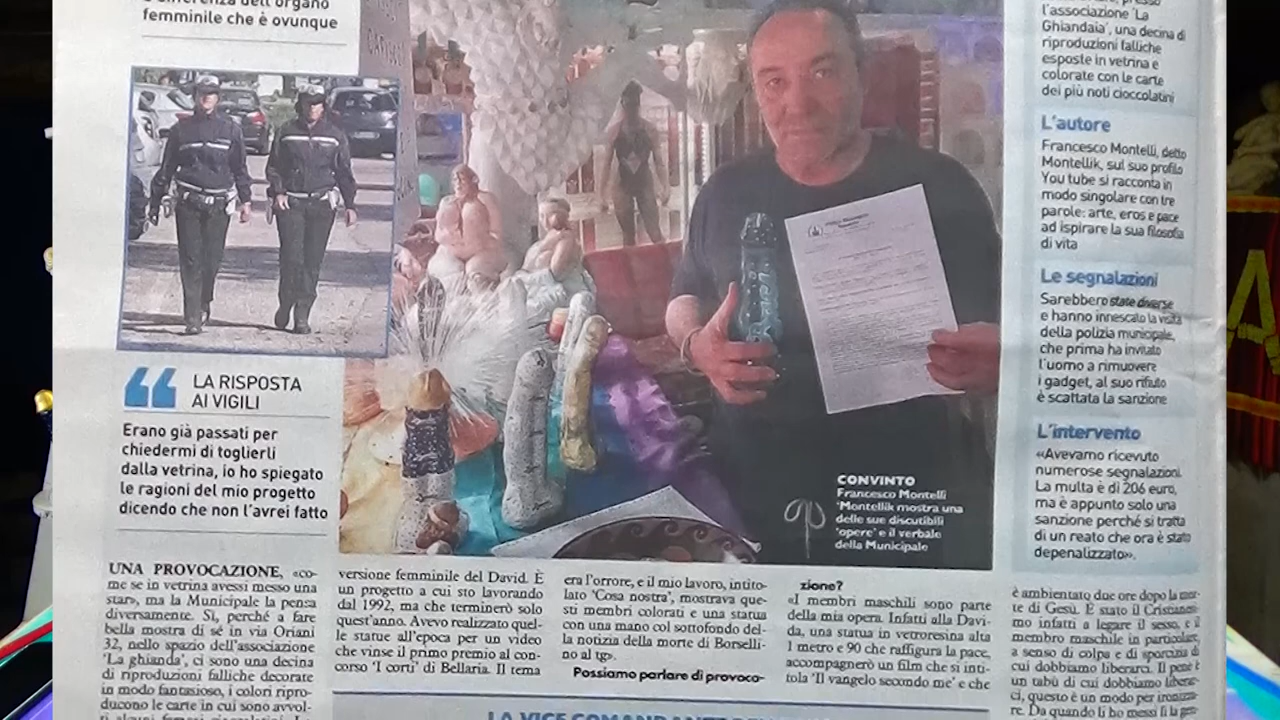 femminile che è ovunque
LA RISPOSTA
AI VIGILI
Erano già passati per
chiedermi di toglierli
dalla vetrina, io ho spiegato
le ragioni del mio progetto
dicendo che non l'avrei fatto
CONVINTO
Francesco Montelli
'Montellik mostra una
delle sue discutibili
'opere' e il verbale
della Municipale
l'associazione 'La
Ghiandaia', una decina di
riproduzioni falliche
esposte in vetrina e
colorate con le carte
dei più noti cioccolatini
L'autore
Francesco Montelli, detto
Montellik, sul suo profilo
You tube si racconta in
modo singolare con tre
parole: arte, eros e pace
ad ispirare la sua filosofia
di vita
Le segnalazioni
Sarebbero state diverse
e hanno innescato la visita
della polizia municipale,
che prima ha invitato
l'uomo a rimuovere
i gadget, al suo rifiuto
è scattata la sanzione
L'intervento
«Avevamo ricevuto
numerose segnalazioni.
La multa è di 206 euro,
ma è appunto solo una
sanzione perché si tratta
di un reato che ora è stato
depenalizzato».
UNA PROVOCAZIONE, «co-
me se in vetrina avessi messo una
star», ma la Municipale la pensa
diversamente. Sì, perché a fare
bella mostra di sé in via Oriani
32, nello spazio dell'associazione
'La ghianda', ci sono una decina
di riproduzioni falliche decorate
in modo fantasioso, i colori ripro-
ducono le carte in cui sono avvol-
versione femminile del David. È
un progetto a cui sto lavorando
dal 1992, ma che terminerò solo
quest'anno. Avevo realizzato quel-
le statue all'epoca per un video
che vinse il primo premio al con-
corso 'I corti' di Bellaria. Il tema
era l'orrore, e il mio lavoro, intito-
lato 'Cosa nostra', mostrava que-
sti membri colorati e una statua
con una mano col sottofondo del-
la notizia della morte di Borselli-
no al tg».
Possiamo parlare di provoca-
zione?
«I membri maschili sono parte
della mia opera. Infatti alla Davi-
da, una statua in vetroresina alta
1 metro e 90 che raffigura la pace,
accompagnerò un film che si inti-
tola 'Il vangelo secondo me' e che
è ambientato due ore dopo la mor-
te di Gesù. È stato il Cristianesi-
mo infatti a legare il sesso, e il
membro maschile in particolare,
a senso di colpa e di sporcizia di
cui dobbiamo liberarci. Il pene è
un tabù di cui dobbiamo liberar-
ci, questo è un modo per ironizza-
re. Da quando li ho messi lì la gen-